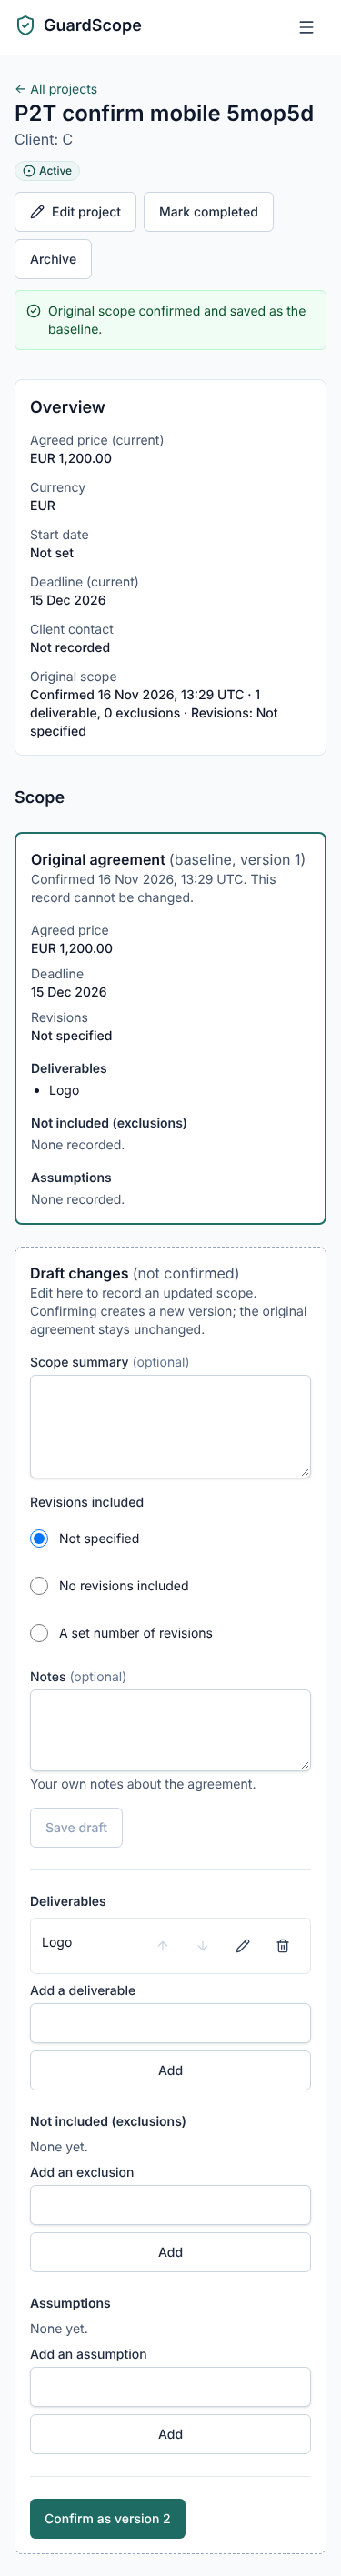 GuardScope
← All projects
P2T confirm mobile 5mop5d
Client: C
Active
Edit project
Mark completed
Archive
Original scope confirmed and saved as the
baseline.
Overview
Agreed price (current)
EUR 1,200.00
Currency
EUR
Start date
Not set
Deadline (current)
15 Dec 2026
Client contact
Not recorded
Original scope
Confirmed 16 Nov 2026, 13:29 UTC · 1
deliverable, 0 exclusions · Revisions: Not
specified
Scope
Original agreement (baseline, version 1)
Confirmed 16 Nov 2026, 13:29 UTC. This
record cannot be changed.
Agreed price
EUR 1,200.00
Deadline
15 Dec 2026
Revisions
Not specified
Deliverables
• Logo
Not included (exclusions)
None recorded.
Assumptions
None recorded.
Draft changes (not confirmed)
Edit here to record an updated scope.
Confirming creates a new version; the original
agreement stays unchanged.
Scope summary (optional)
Revisions included
Not specified
No revisions included
A set number of revisions
Notes (optional)
Your own notes about the agreement.
Save draft
Deliverables
Logo
Add a deliverable
Add
Not included (exclusions)
None yet.
Add an exclusion
Add
Assumptions
None yet.
Add an assumption
Add
Confirm as version 2